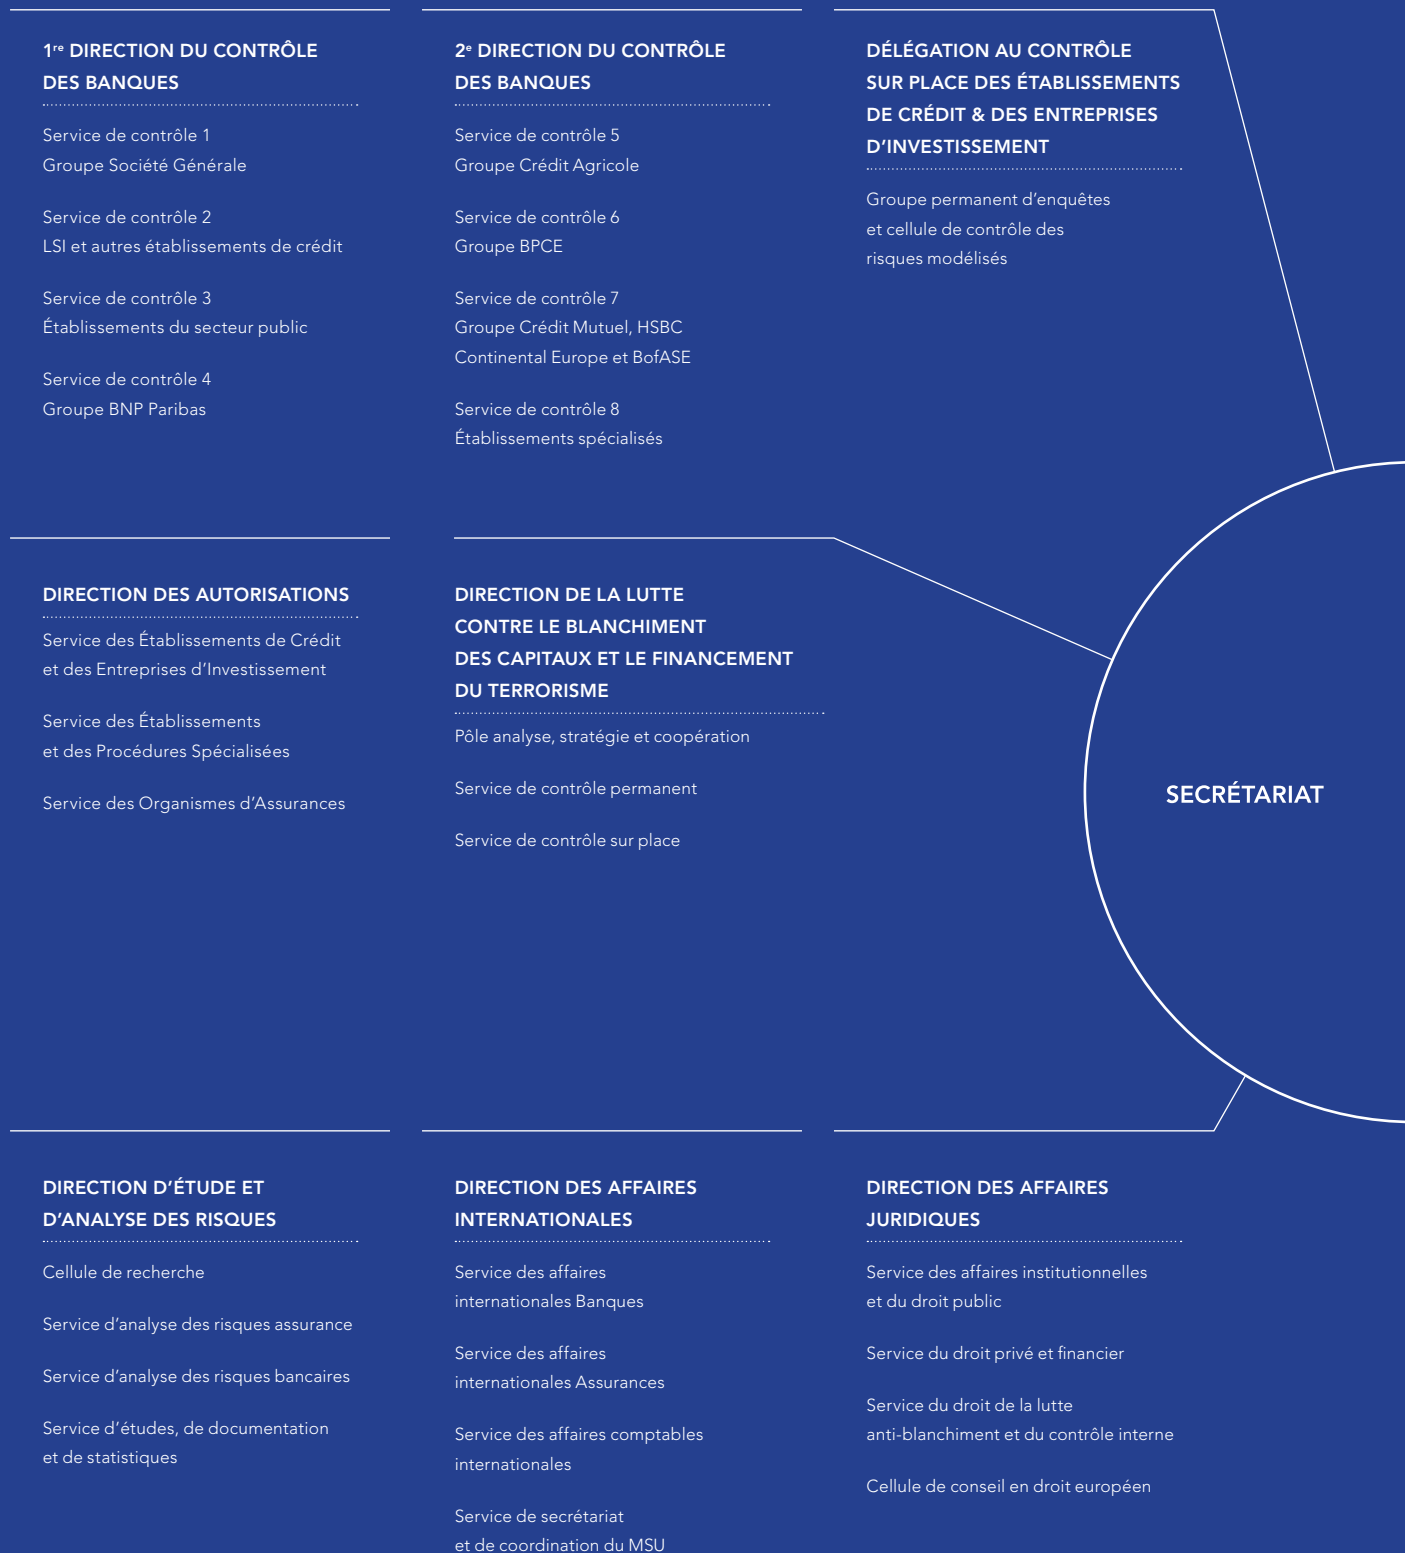 1re DIRECTION DU CONTRÔLE
DES BANQUES
Service de contrôle 1
Groupe Société Générale
Service de contrôle 2
LSI et autres établissements de crédit
Service de contrôle 3
Établissements du secteur public
Service de contrôle 4
Groupe BNP Paribas
2e DIRECTION DU CONTRÔLE
DES BANQUES
Service de contrôle 5
Groupe Crédit Agricole
Service de contrôle 6
Groupe BPCE
Service de contrôle 7
Groupe Crédit Mutuel, HSBC
Continental Europe et BofASE
Service de contrôle 8
Établissements spécialisés
DÉLÉGATION AU CONTRÔLE
SUR PLACE DES ÉTABLISSEMENTS
DE CRÉDIT & DES ENTREPRISES
D’INVESTISSEMENT
Groupe permanent d’enquêtes
et cellule de contrôle des
risques modélisés
DIRECTION DES AUTORISATIONS
Service des Établissements de Crédit
et des Entreprises d’Investissement
Service des Établissements
et des Procédures Spécialisées
Service des Organismes d’Assurances
DIRECTION DE LA LUTTE
CONTRE LE BLANCHIMENT
DES CAPITAUX ET LE FINANCEMENT
DU TERRORISME
Pôle analyse, stratégie et coopération
Service de contrôle permanent
Service de contrôle sur place
SECRÉTARIAT
DIRECTION D’ÉTUDE ET
D’ANALYSE DES RISQUES
Cellule de recherche
Service d’analyse des risques assurance
Service d’analyse des risques bancaires
Service d’études, de documentation
et de statistiques
DIRECTION DES AFFAIRES
INTERNATIONALES
Service des affaires
internationales Banques
Service des affaires
internationales Assurances
Service des affaires comptables
internationales
Service de secrétariat
et de coordination du MSU
DIRECTION DES AFFAIRES
JURIDIQUES
Service des affaires institutionnelles
et du droit public
Service du droit privé et financier
Service du droit de la lutte
anti-blanchiment et du contrôle interne
Cellule de conseil en droit européen